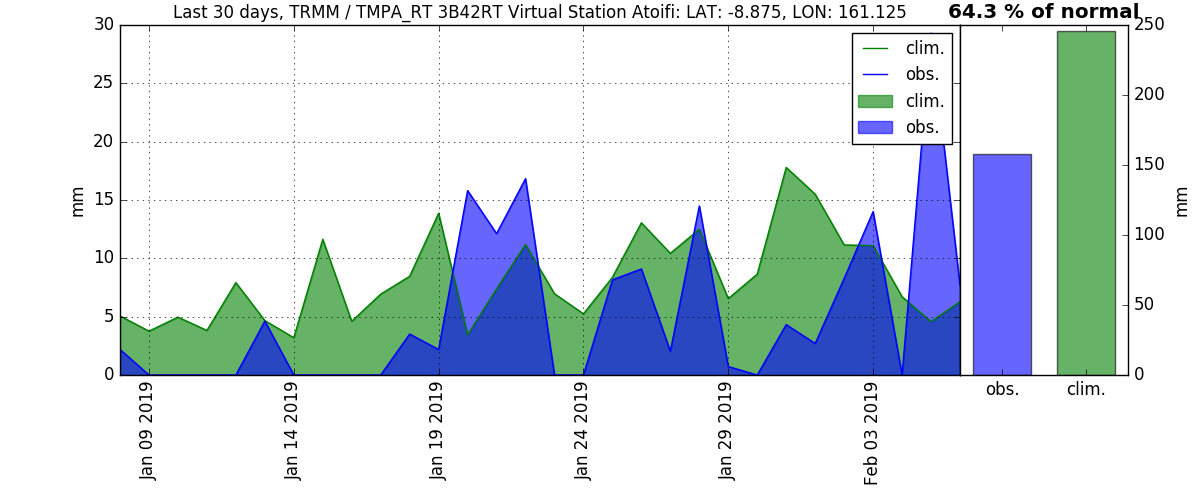 Last 30 days, TRMM / TMPA_RT 3B42RT Virtual Station Atoifi: LAT: -8.875, LON: 161.125
64.3 % of normal
30
25
20
15
10
5
0
mm
clim.
obs.
clim.
obs.
250
200
150
100
50
0
mm
obs.
clim.
Jan 09 2019
Jan 14 2019
Jan 19 2019
Jan 24 2019
Jan 29 2019
Feb 03 2019